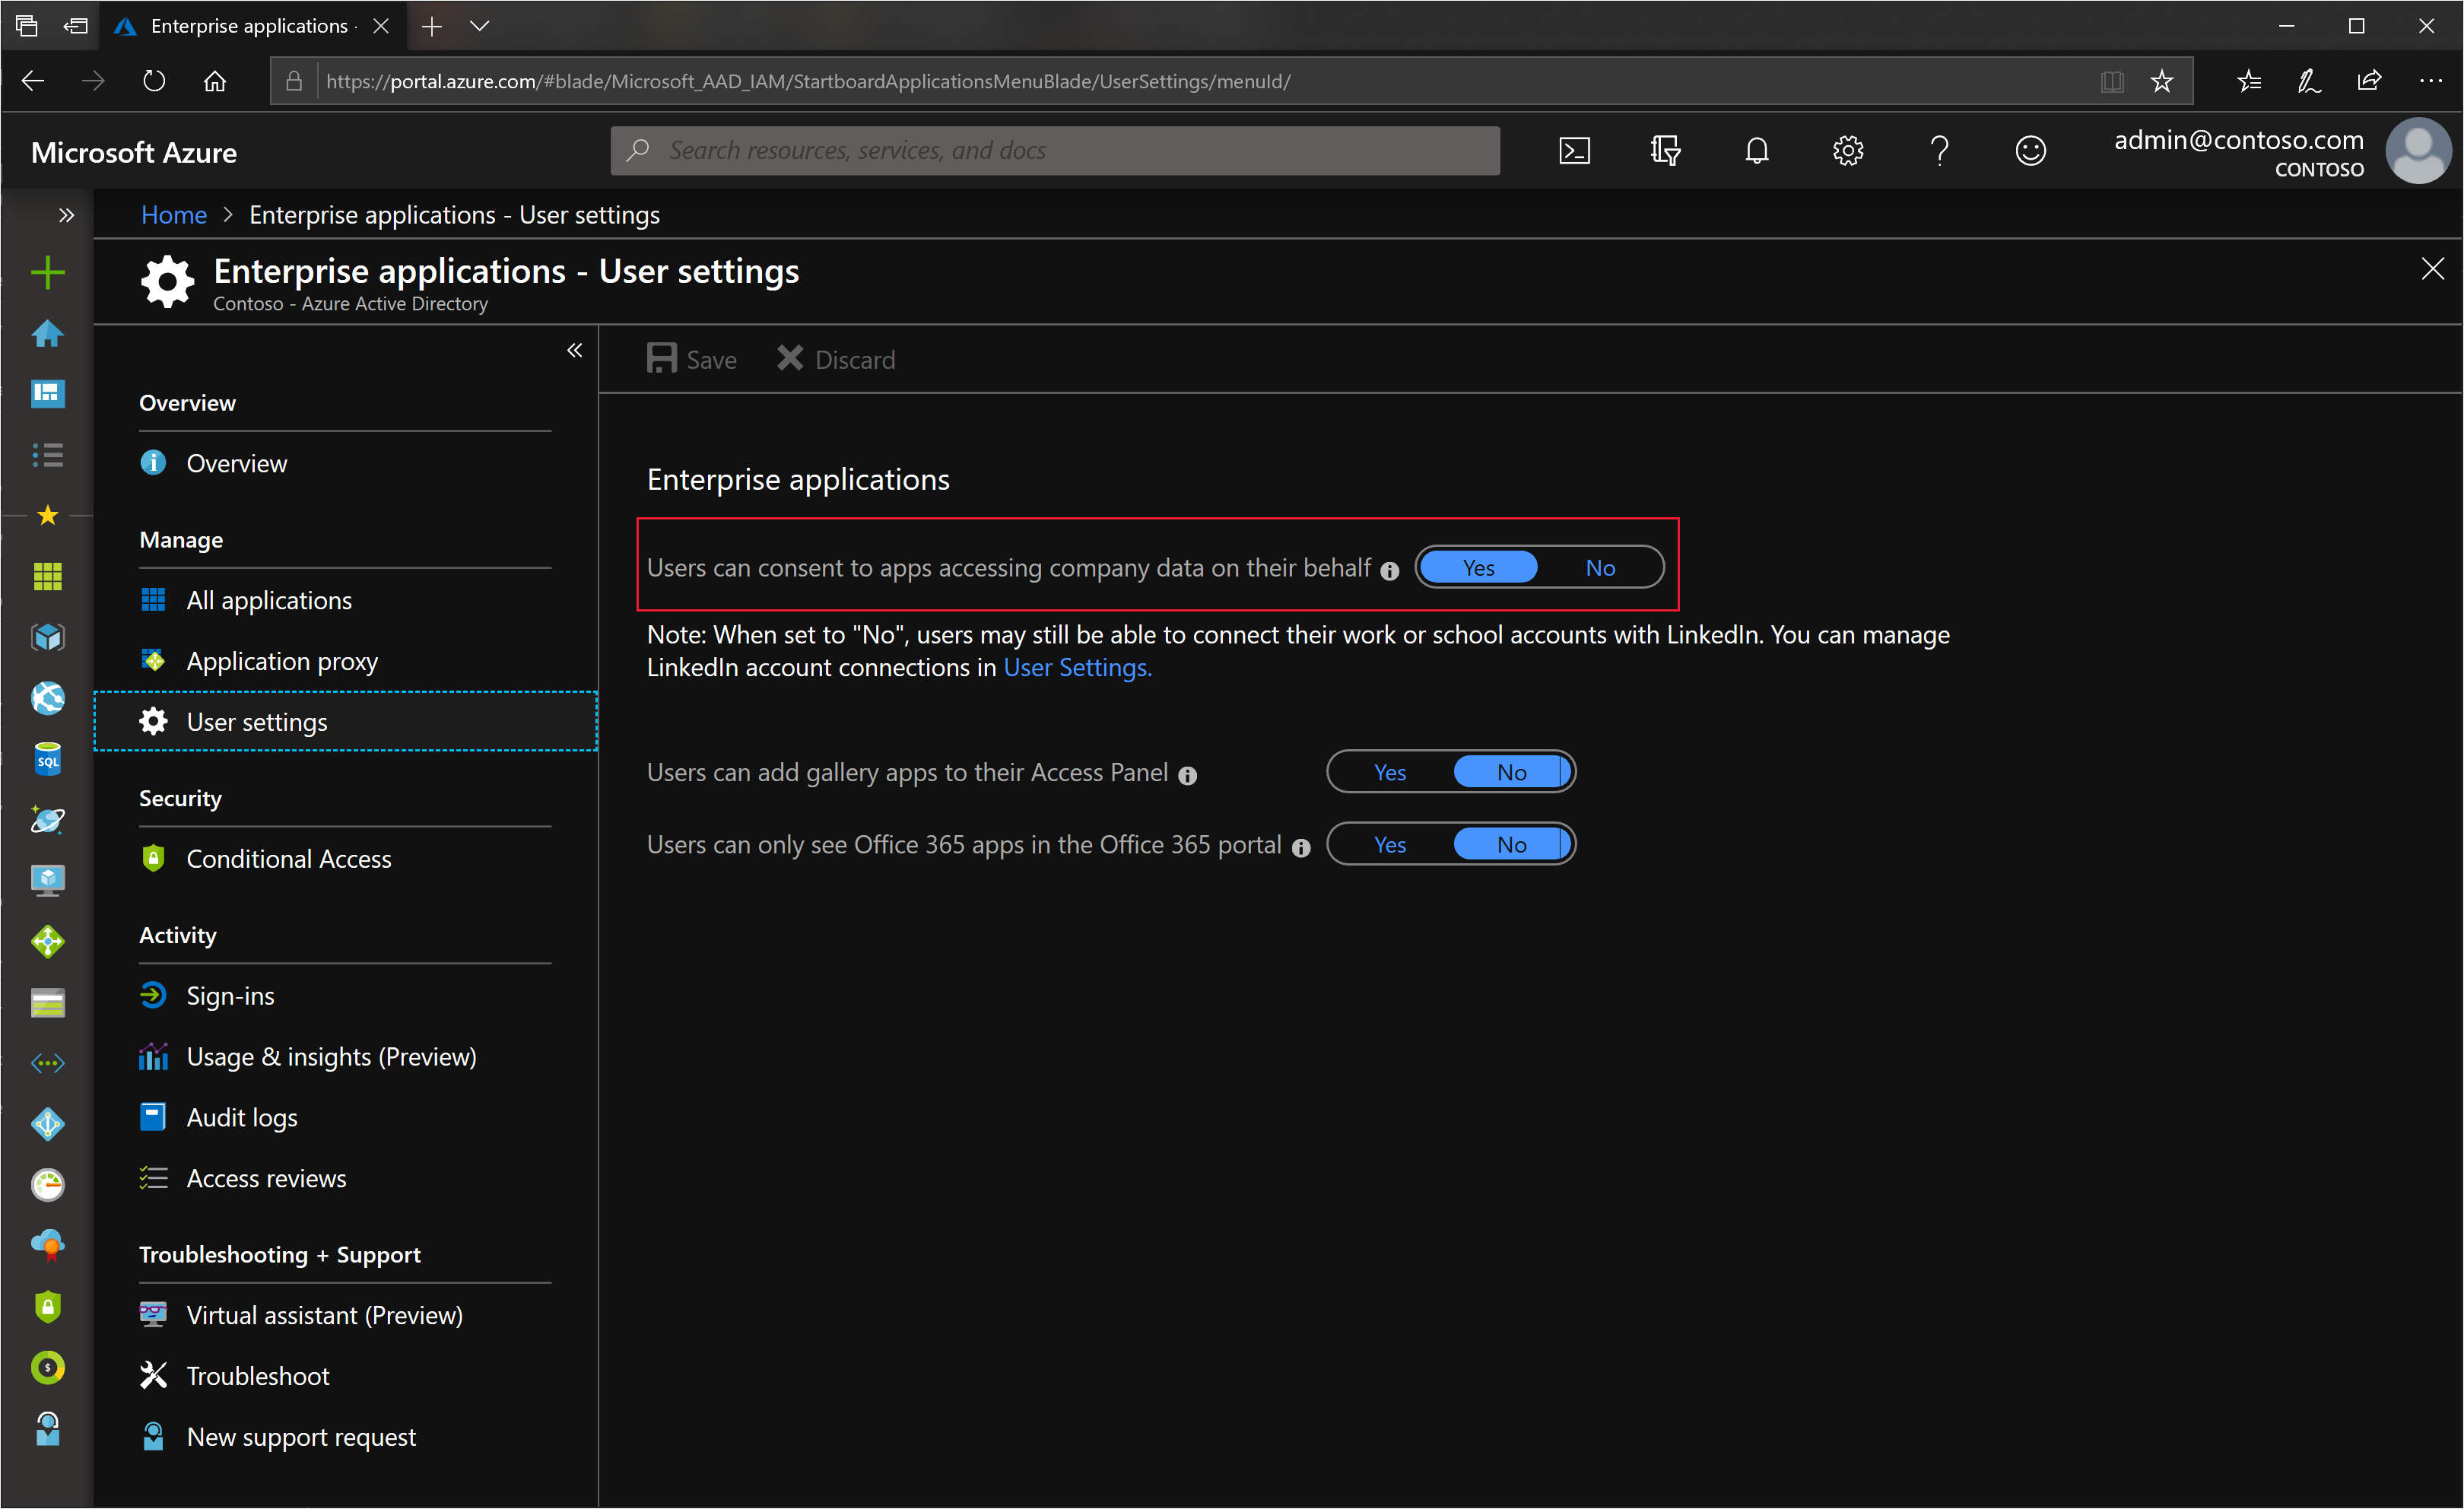 Enterprise applications ·
https://portal.azure.com/#blade/Microsoft_AAD_IAM/StartboardApplicationsMenuBlade/UserSettings/menuId/
Microsoft Azure
Search resources, services, and docs
admin@contoso.com
CONTOSO
Home > Enterprise applications - User settings
Enterprise applications - User settings
Contoso - Azure Active Directory
Save
Discard
Overview
Overview
Manage
All applications
Application proxy
User settings
Security
Conditional Access
Activity
Sign-ins
Usage & insights (Preview)
Audit logs
Access reviews
Troubleshooting + Support
Virtual assistant (Preview)
Troubleshoot
New support request
SQL
Enterprise applications
Users can consent to apps accessing company data on their behalf Yes No
Note: When set to "No", users may still be able to connect their work or school accounts with LinkedIn. You can manage
LinkedIn account connections in User Settings.
Users can add gallery apps to their Access Panel Yes No
Users can only see Office 365 apps in the Office 365 portal Yes No